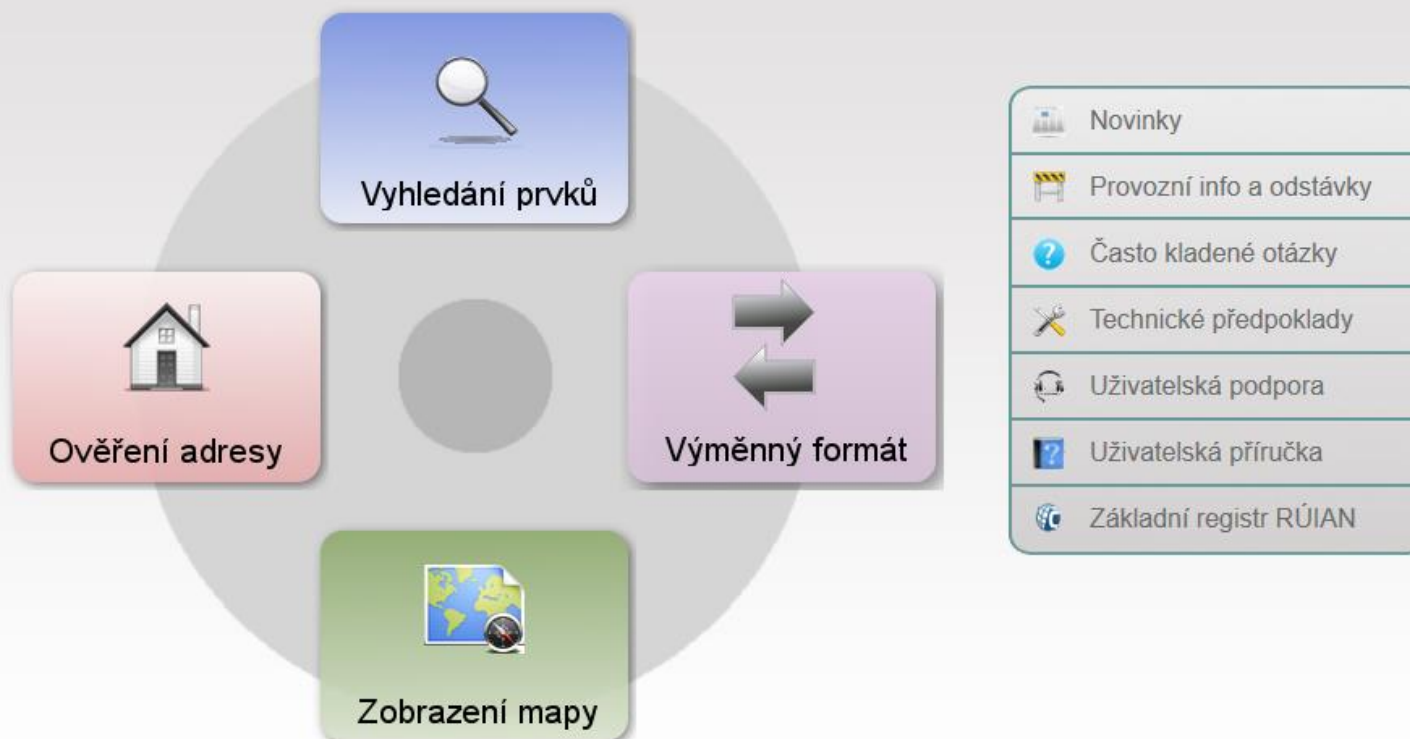 Vyhledání prvků
Ověření adresy
Výměnný formát
Zobrazení mapy
Novinky
Provozní info a odstávky
Často kladené otázky
Technické předpoklady
Uživatelská podpora
Uživatelská příručka
Základní registr RÚIAN